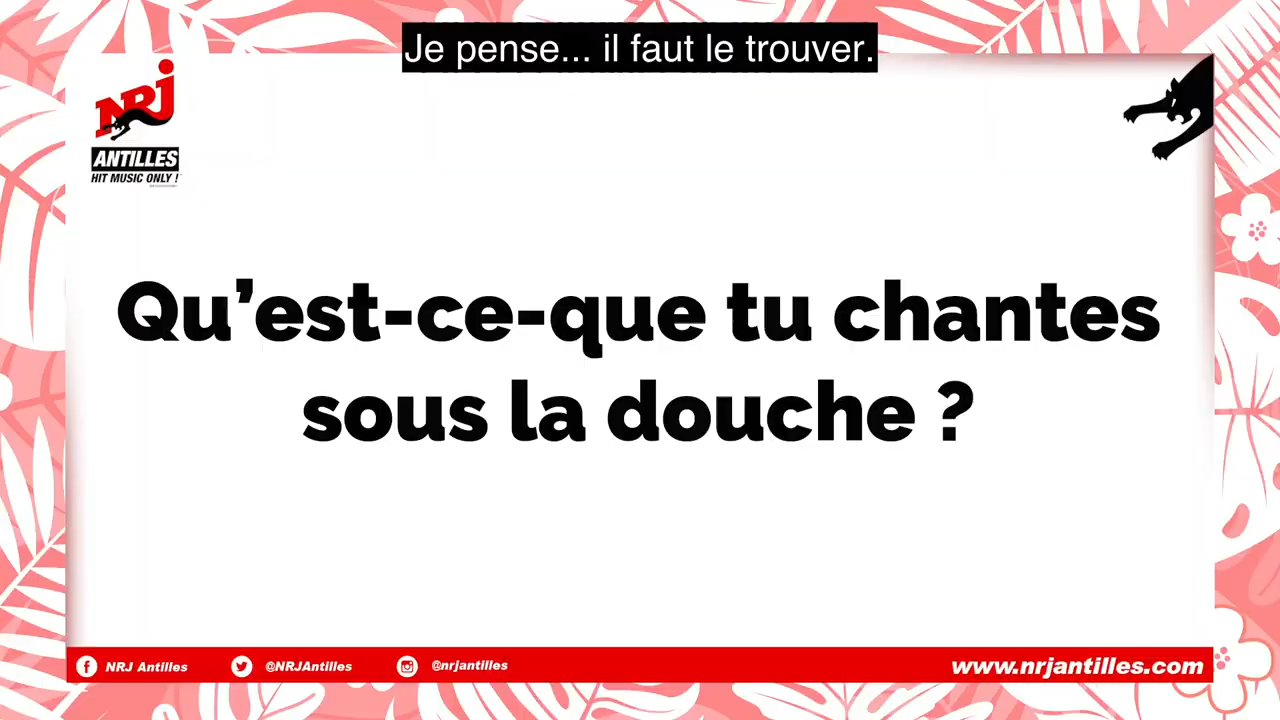 Je pense... il faut le trouver.
NRJ
ANTILLES
HIT MUSIC ONLY !
Qu’est-ce-que tu chantes
sous la douche ?
NRJ Antilles
@NRJAntilles
@nrjantilles
www.nrjantilles.com